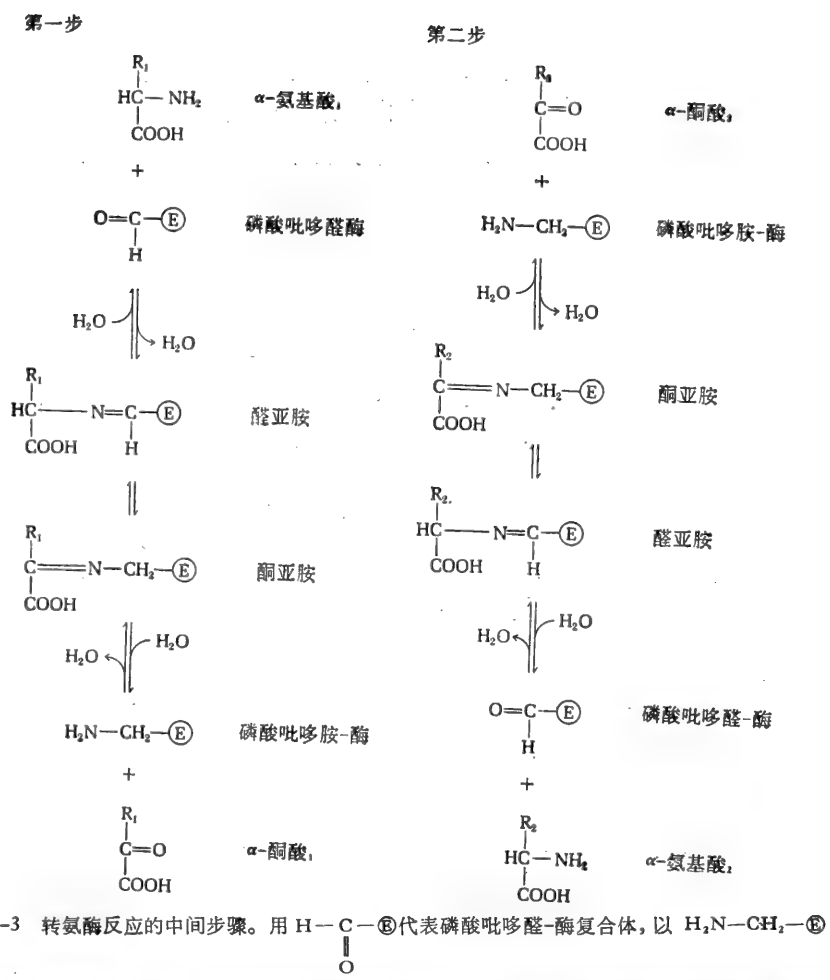 第一步
R₁
HC—NH₂ α-氨基酸₁
COOH
+
O=C—Ⓔ 磷酸吡哆醛酶
H
H₂O
H₂O
R₁
HC—N=C—Ⓔ 醛亚胺
COOH H
R₁
C=N—CH₂—Ⓔ 酮亚胺
COOH
H₂O
H₂O
H₂N—CH₂—Ⓔ 磷酸吡哆胺-酶
+
R₁
C=O α-酮酸₁
COOH
第二步
R₂
C=O α-酮酸₂
COOH
+
H₂N—CH₂—Ⓔ 磷酸吡哆胺-酶
H₂O
H₂O
R₂
C=N—CH₂—Ⓔ 酮亚胺
COOH
R₂
HC—N=C—Ⓔ 醛亚胺
COOH H
H₂O
H₂O
O=C—Ⓔ 磷酸吡哆醛-酶
H
+
R₂
HC—NH₂ α-氨基酸₂
COOH
-3 转氨酶反应的中间步骤。用 H—C—Ⓔ代表磷酸吡哆醛-酶复合体，以 H₂N—CH₂—Ⓔ
O